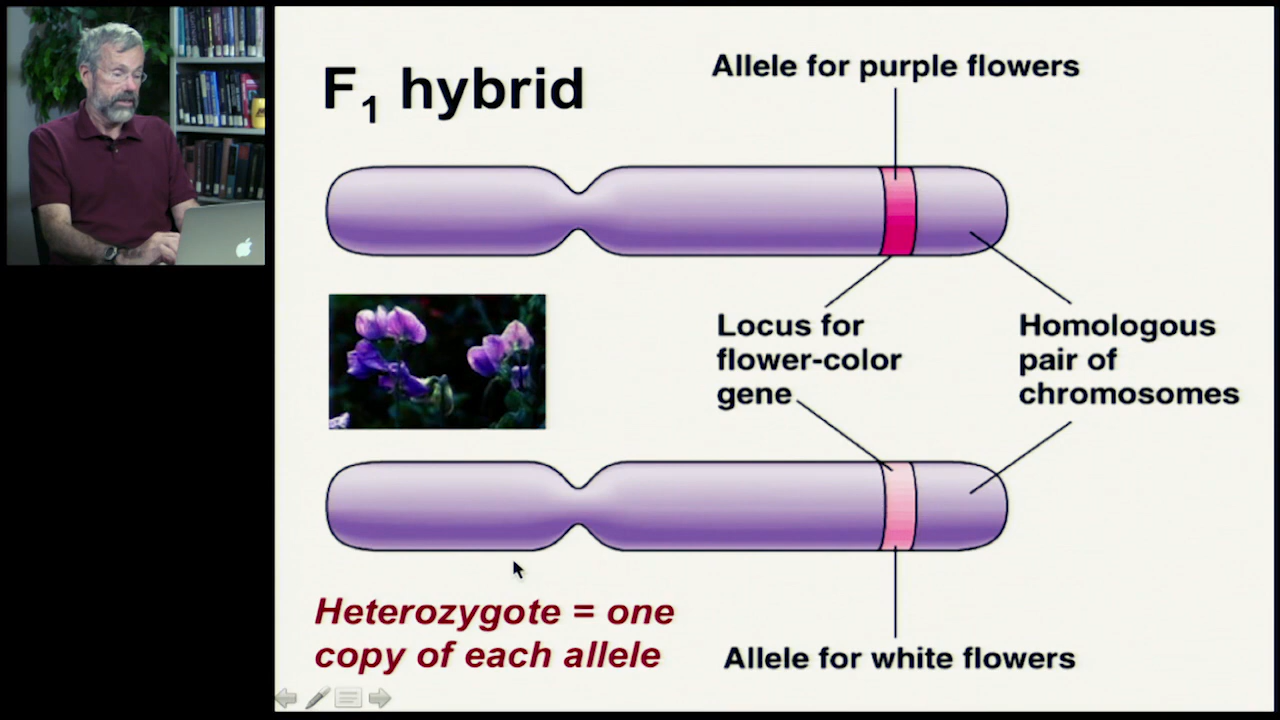 F1 hybrid
Allele for purple flowers
Locus for
flower-color
gene
Homologous
pair of
chromosomes
Heterozygote = one
copy of each allele
Allele for white flowers